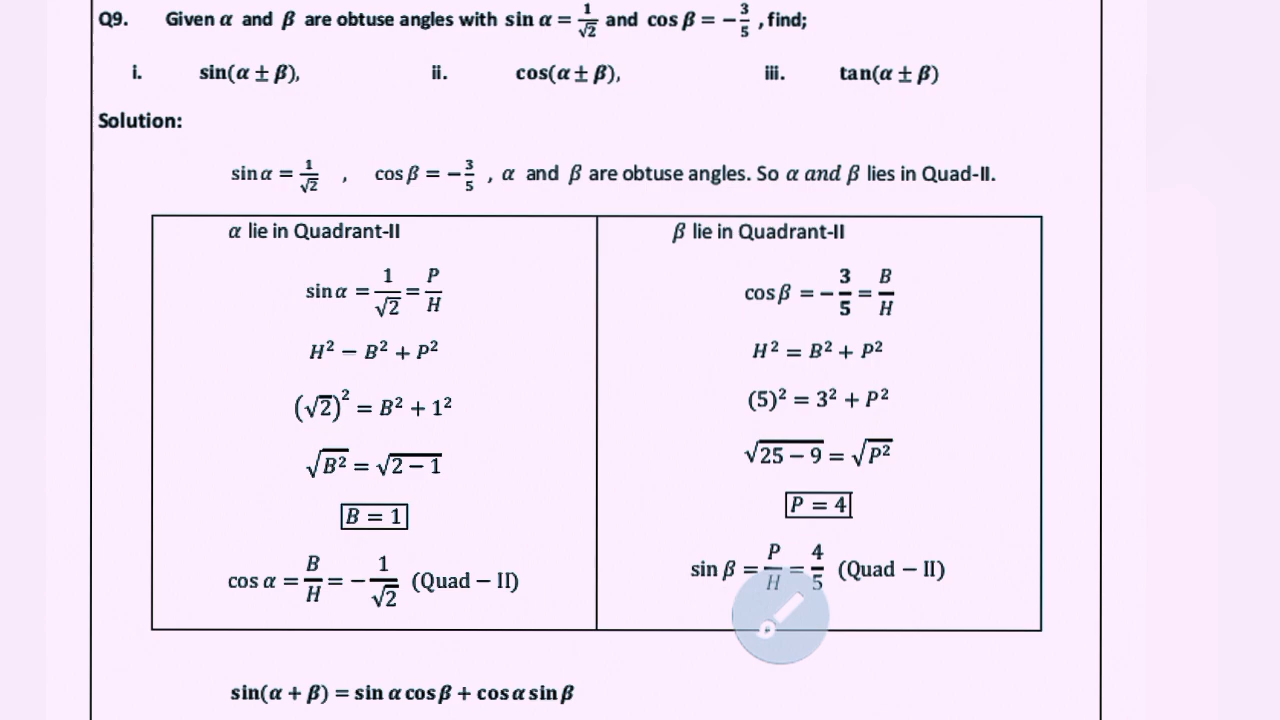 Q9. Given α and β are obtuse angles with sin α = 1/√2 and cos β = −3/5 , find;
i. sin(α ± β), ii. cos(α ± β), iii. tan(α ± β)
Solution:
sin α = 1/√2 , cos β = −3/5 , α and β are obtuse angles. So α and β lies in Quad-II.
α lie in Quadrant-II
sin α = 1/√2 = P/H
H² − B² + P²
(√2)² = B² + 1²
√B² = √2 − 1
B = 1
cos α = B/H = −1/√2 (Quad − II)
β lie in Quadrant-II
cos β = −3/5 = B/H
H² = B² + P²
(5)² = 3² + P²
√25 − 9 = √P²
P = 4
sin β = P/H = 4/5 (Quad − II)
sin(α + β) = sin α cos β + cos α sin β